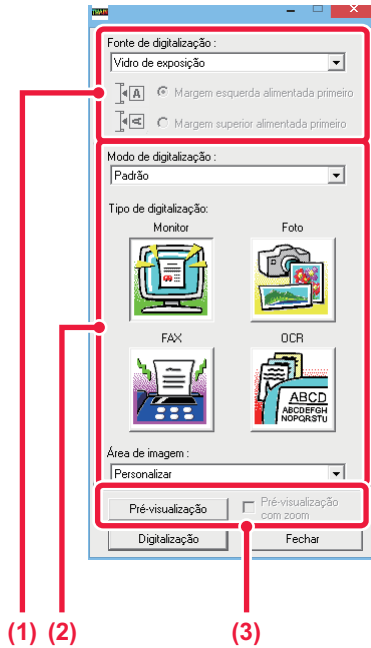 TWAIN
Fonte de digitalização :
Vidro de exposição
A
Margem esquerda alimentada primeiro
A
Margem superior alimentada primeiro
Modo de digitalização :
Padrão
Tipo de digitalização:
Monitor Foto
FAX OCR
ABCD
ABCDEFGH
NOPQRSTU
Área de imagem :
Personalizar
Pré-visualização
Pré-visualização
com zoom
Digitalização Fechar
(1) (2) (3)